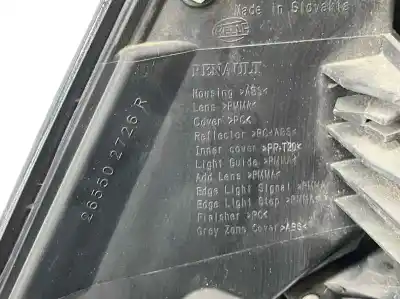 Made in Slovakia
HELLA
RENAULT
Housing >ABS<
Lens >PMMA<
Cover >PC<
Reflector >PC+ABS<
Inner cover >PP-T20<
Light Guide >PMMA<
Add Lens >PMMA<
Edge Light Signal >PMMA
Edge Light Stop >PMMA<
Finisher >PC<
Grey Zone Cover >ABS<
265502726R